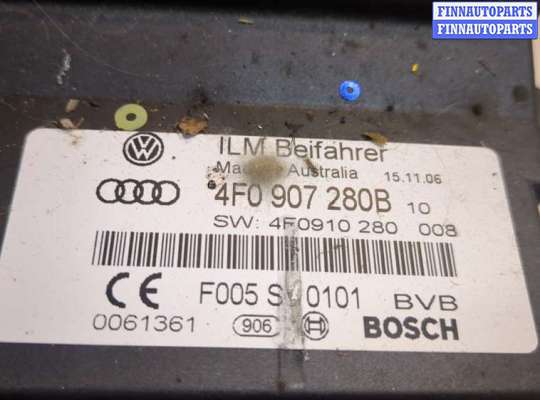 FINNAUTOPARTS
FINNAUTOPARTS
ILM Beifahrer
Australia 15.11.06
4F0 907 280B 10
SW: 4F0910 280 008
F005 S 0101 BVB
0061361 906 BOSCH